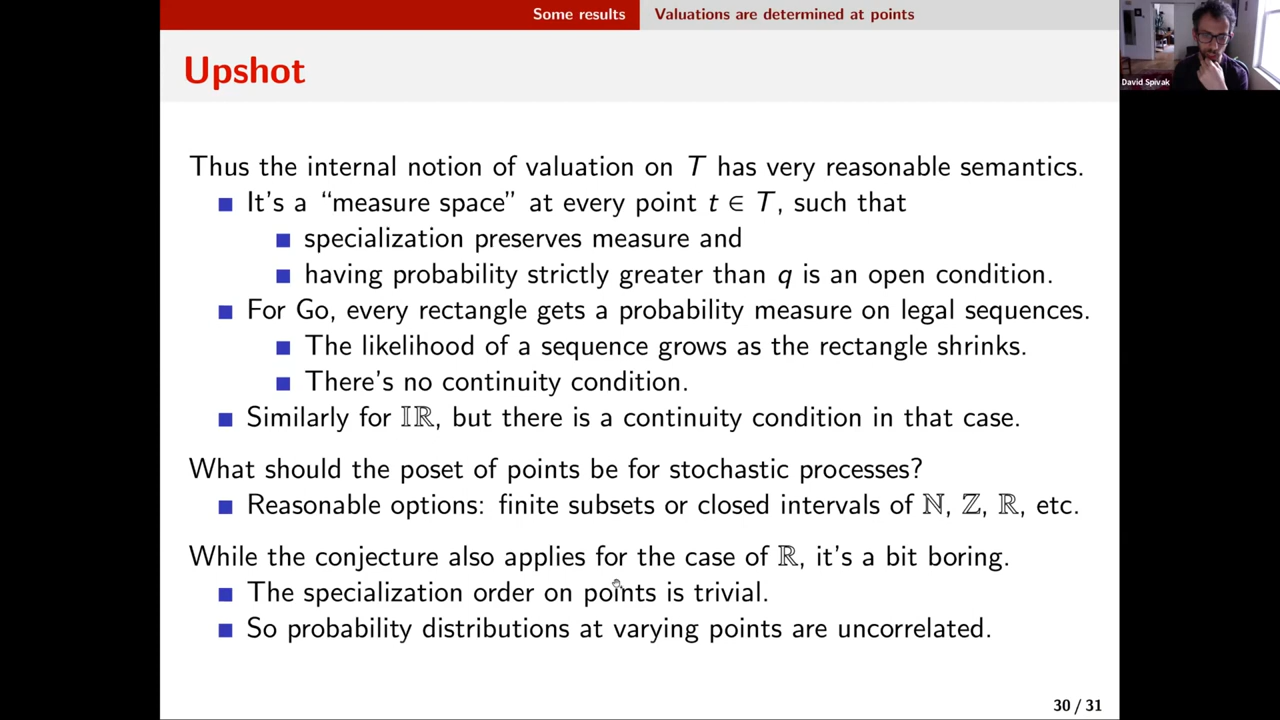 Some results
Valuations are determined at points
David Spivak
Upshot
Thus the internal notion of valuation on T has very reasonable semantics.
It's a “measure space” at every point t ∈ T, such that
specialization preserves measure and
having probability strictly greater than q is an open condition.
For Go, every rectangle gets a probability measure on legal sequences.
The likelihood of a sequence grows as the rectangle shrinks.
There's no continuity condition.
Similarly for 𝕀ℝ, but there is a continuity condition in that case.
What should the poset of points be for stochastic processes?
Reasonable options: finite subsets or closed intervals of ℕ, ℤ, ℝ, etc.
While the conjecture also applies for the case of ℝ, it's a bit boring.
The specialization order on points is trivial.
So probability distributions at varying points are uncorrelated.
30 / 31